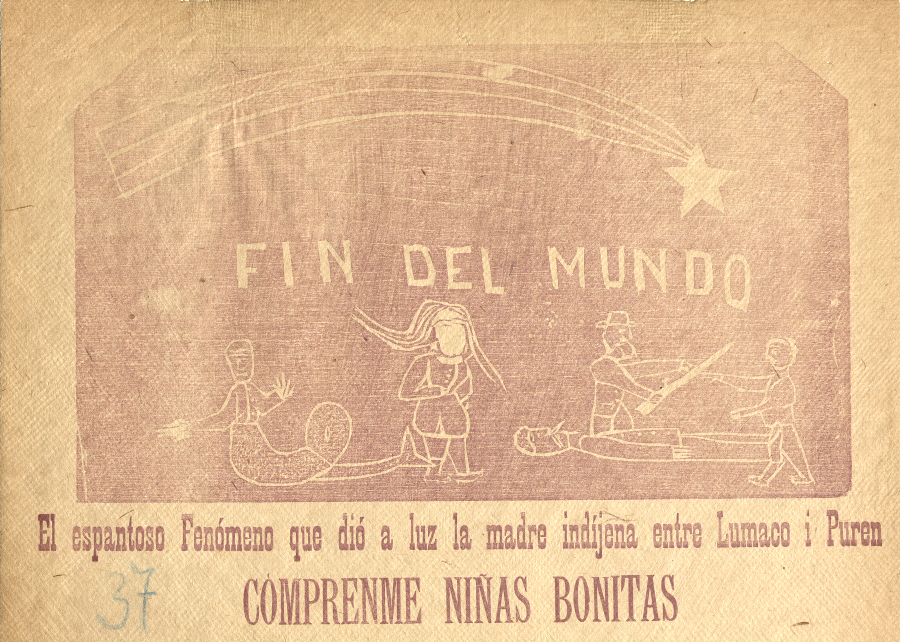 FIN DEL MUNDO
El espantoso Fenómeno que dió a luz la madre indíjena entre Lumaco i Puren
37
COMPRENME NIÑAS BONITAS